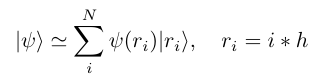 |ψ⟩ ≃ ∑_{i}^{N} ψ(r_i)|r_i⟩, r_i = i * h